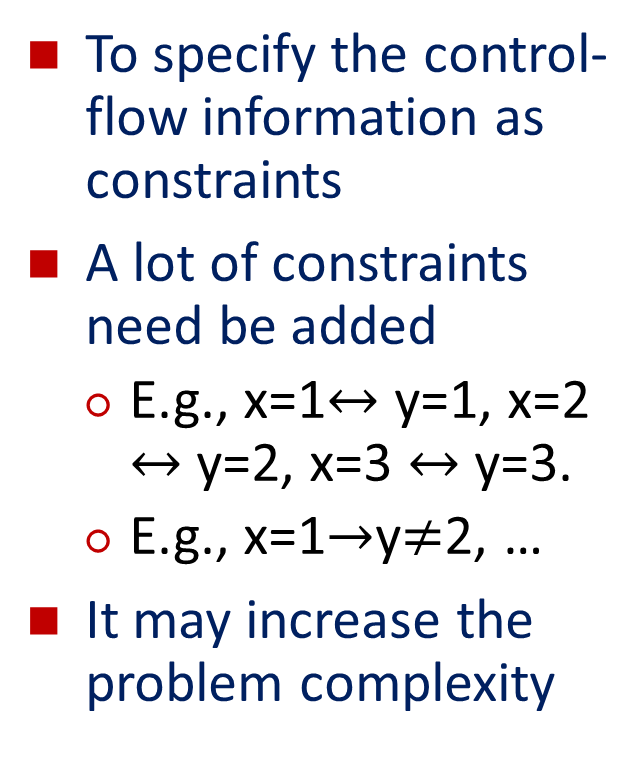 To specify the control-
flow information as
constraints
A lot of constraints
need be added
E.g., x=1↔ y=1, x=2
↔ y=2, x=3 ↔ y=3.
E.g., x=1→y≠2, …
It may increase the
problem complexity